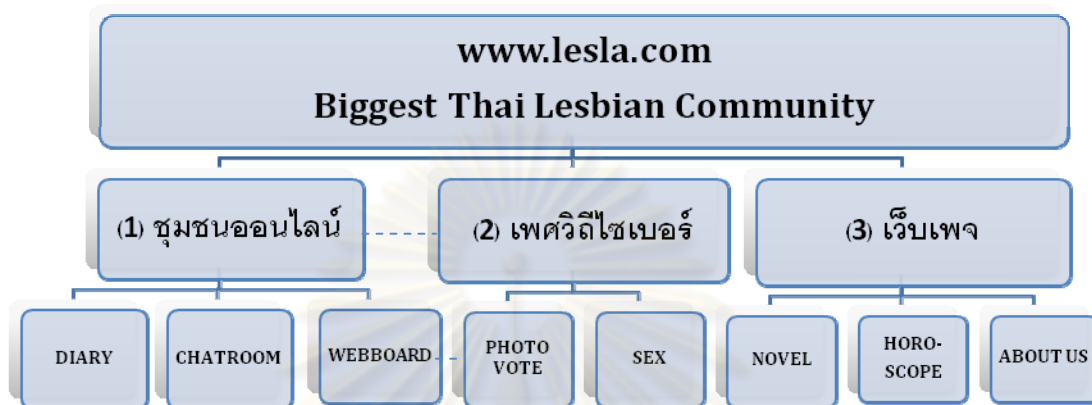 www.lesla.com
Biggest Thai Lesbian Community
(1) ชุมชนออนไลน์
(2) เพศวิถีไซเบอร์
(3) เว็บเพจ
DIARY
CHATROOM
WEBBOARD
PHOTO
VOTE
SEX
NOVEL
HORO-
SCOPE
ABOUT US